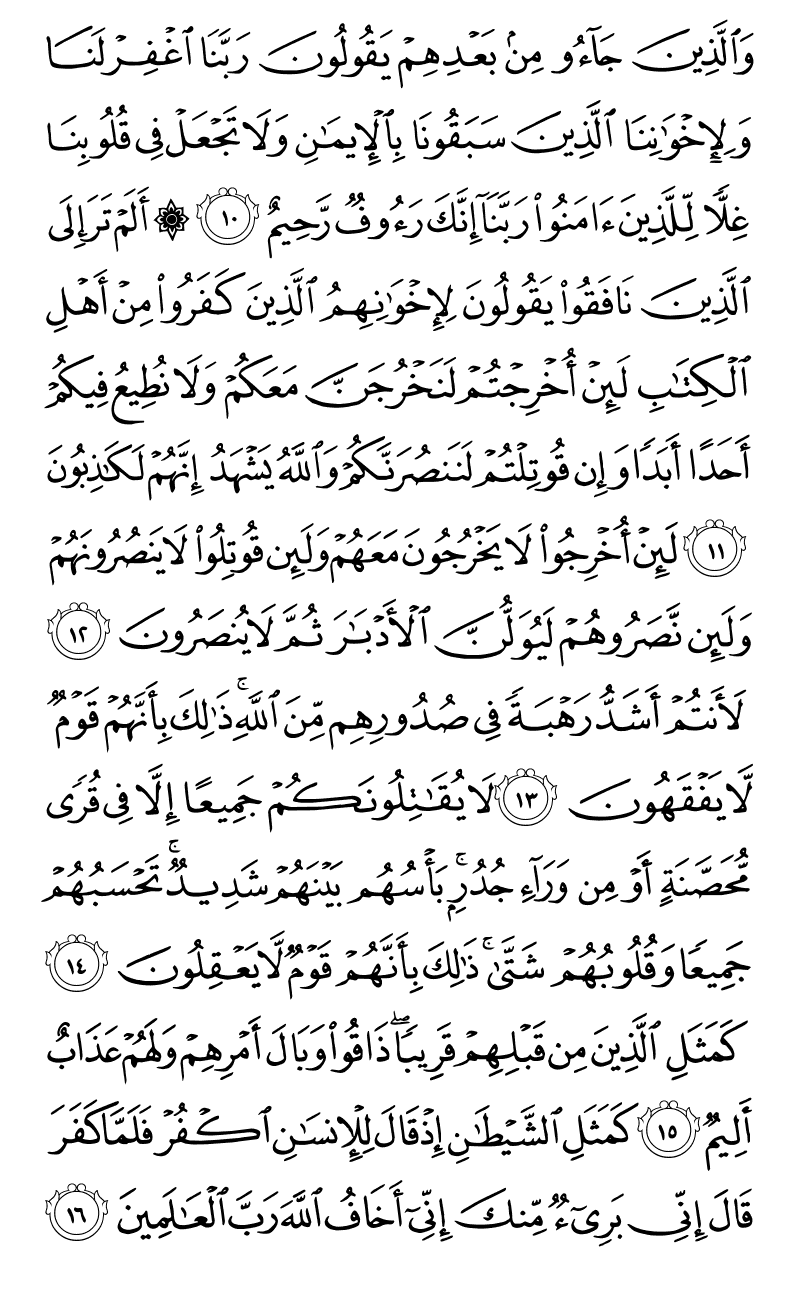 وَٱلَّذِينَ جَآءُو مِنۢ بَعْدِهِمْ يَقُولُونَ رَبَّنَا ٱغْفِرْ لَنَا
وَلِإِخْوَٰنِنَا ٱلَّذِينَ سَبَقُونَا بِٱلْإِيمَٰنِ وَلَا تَجْعَلْ فِى قُلُوبِنَا
غِلًّا لِّلَّذِينَ ءَامَنُوا۟ رَبَّنَآ إِنَّكَ رَءُوفٌ رَّحِيمٌ ١٠ ۞ أَلَمْ تَرَ إِلَى
ٱلَّذِينَ نَافَقُوا۟ يَقُولُونَ لِإِخْوَٰنِهِمُ ٱلَّذِينَ كَفَرُوا۟ مِنْ أَهْلِ
ٱلْكِتَٰبِ لَئِنْ أُخْرِجْتُمْ لَنَخْرُجَنَّ مَعَكُمْ وَلَا نُطِيعُ فِيكُمْ
أَحَدًا أَبَدًا وَإِن قُوتِلْتُمْ لَنَنصُرَنَّكُمْ وَٱللَّهُ يَشْهَدُ إِنَّهُمْ لَكَٰذِبُونَ
١١ لَئِنْ أُخْرِجُوا۟ لَا يَخْرُجُونَ مَعَهُمْ وَلَئِن قُوتِلُوا۟ لَا يَنصُرُونَهُمْ
وَلَئِن نَّصَرُوهُمْ لَيُوَلُّنَّ ٱلْأَدْبَٰرَ ثُمَّ لَا يُنصَرُونَ ١٢
لَأَنتُمْ أَشَدُّ رَهْبَةً فِى صُدُورِهِم مِّنَ ٱللَّهِ ۚ ذَٰلِكَ بِأَنَّهُمْ قَوْمٌ
لَّا يَفْقَهُونَ ١٣ لَا يُقَٰتِلُونَكُمْ جَمِيعًا إِلَّا فِى قُرًى
مُّحَصَّنَةٍ أَوْ مِن وَرَآءِ جُدُرٍۭ ۚ بَأْسُهُم بَيْنَهُمْ شَدِيدٌ ۚ تَحْسَبُهُمْ
جَمِيعًا وَقُلُوبُهُمْ شَتَّىٰ ۚ ذَٰلِكَ بِأَنَّهُمْ قَوْمٌ لَّا يَعْقِلُونَ ١٤
كَمَثَلِ ٱلَّذِينَ مِن قَبْلِهِمْ قَرِيبًا ۖ ذَاقُوا۟ وَبَالَ أَمْرِهِمْ وَلَهُمْ عَذَابٌ
أَلِيمٌ ١٥ كَمَثَلِ ٱلشَّيْطَٰنِ إِذْ قَالَ لِلْإِنسَٰنِ ٱكْفُرْ فَلَمَّا كَفَرَ
قَالَ إِنِّى بَرِىٓءٌ مِّنكَ إِنِّىٓ أَخَافُ ٱللَّهَ رَبَّ ٱلْعَٰلَمِينَ ١٦